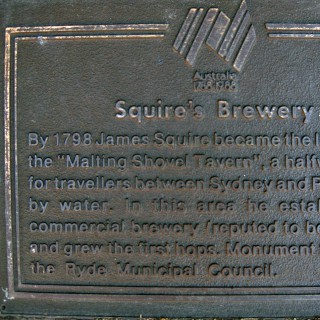 Australia
1788-1988
Squire's Brewery
By 1798 James Squire became the l
the "Malting Shovel Tavern", a halfw
for travellers between Sydney and P
by water. In this area he estal
commercial brewery (reputed to be
and grew the first hops. Monument
the Ryde Municipal Council.